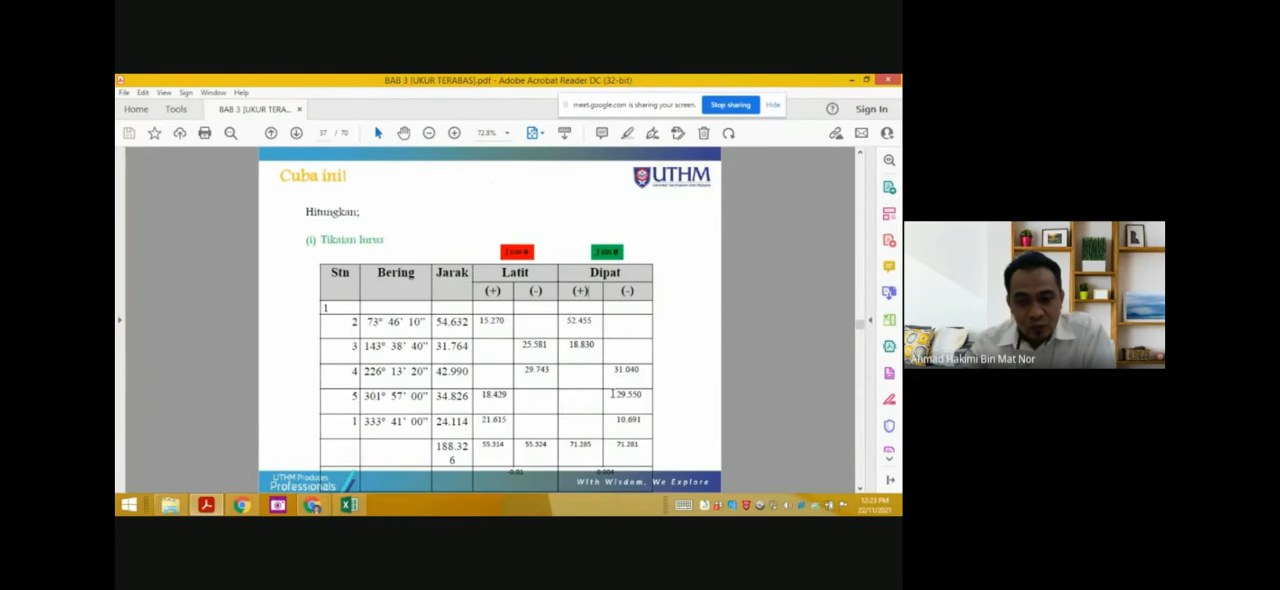 BAB 3 [UKUR TERABAS].pdf - Adobe Acrobat Reader DC (32-bit)
File Edit View Sign Window Help
Home Tools BAB 3 [UKUR TERA... ×
meet.google.com is sharing your screen. Stop sharing Hide
Sign In
37 / 70 72.8%
Cuba ini!
UTHM
Hitungkan;
(i) Tikaian lurus
J cos θ J sin θ
Stn Bering Jarak Latit Dipat
(+) (-) (+) (-)
1
2 73° 46' 10" 54.632 15.270 52.455
3 143° 38' 40" 31.764 25.581 18.830
4 226° 13' 20" 42.990 29.743 31.040
5 301° 57' 00" 34.826 18.429 29.550
1 333° 41' 00" 24.114 21.615 10.691
188.32 55.314 55.324 71.285 71.281
6
-0.01 0.004
UTHM Produces
Professionals
With Wisdom, We Explore
Ahmad Hakimi Bin Mat Nor
12:23 PM
22/11/2021